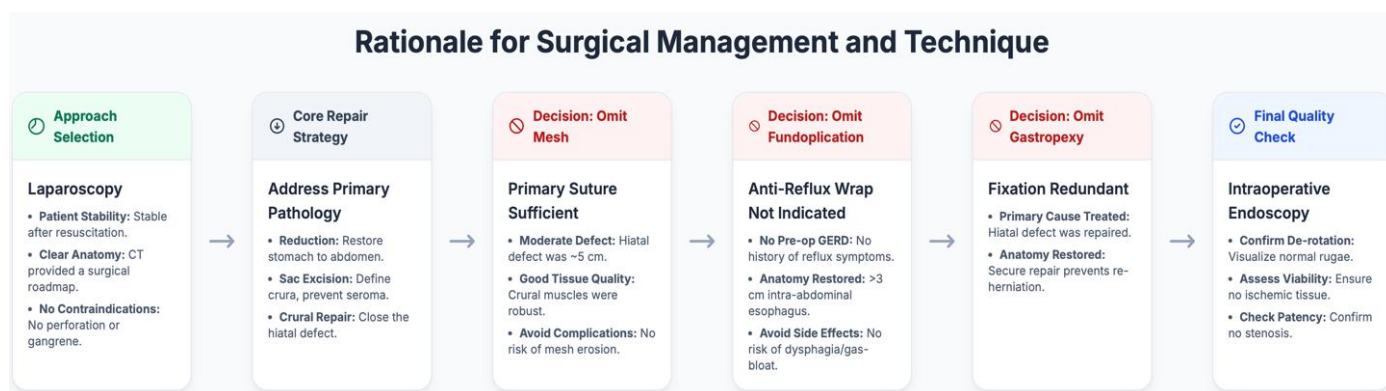 Rationale for Surgical Management and Technique
Approach
Selection
Laparoscopy
• Patient Stability: Stable
after resuscitation.
• Clear Anatomy: CT
provided a surgical
roadmap.
• No Contraindications:
No perforation or
gangrene.
Core Repair
Strategy
Address Primary
Pathology
• Reduction: Restore
stomach to abdomen.
• Sac Excision: Define
crura, prevent seroma.
• Crural Repair: Close the
hiatal defect.
Decision: Omit
Mesh
Primary Suture
Sufficient
• Moderate Defect: Hiatal
defect was ~5 cm.
• Good Tissue Quality:
Crural muscles were
robust.
• Avoid Complications: No
risk of mesh erosion.
Decision: Omit
Fundoplication
Anti-Reflux Wrap
Not Indicated
• No Pre-op GERD: No
history of reflux symptoms.
• Anatomy Restored: >3
cm intra-abdominal
esophagus.
• Avoid Side Effects: No
risk of dysphagia/gas-
bloat.
Decision: Omit
Gastropexy
Fixation Redundant
• Primary Cause Treated:
Hiatal defect was repaired.
• Anatomy Restored:
Secure repair prevents re-
herniation.
Final Quality
Check
Intraoperative
Endoscopy
• Confirm De-rotation:
Visualize normal rugae.
• Assess Viability: Ensure
no ischemic tissue.
• Check Patency: Confirm
no stenosis.